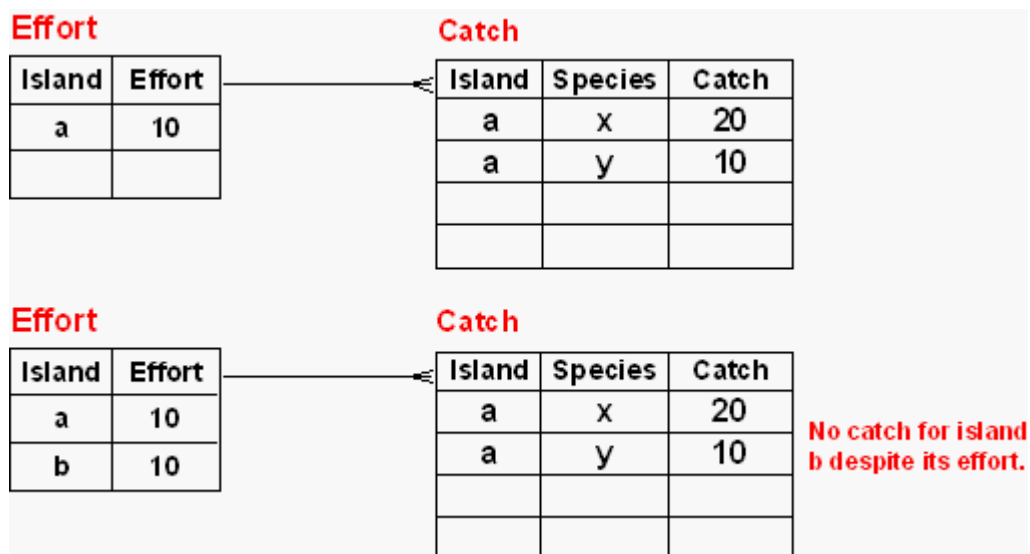 Effort
Catch
Island Effort
a 10
Island Species Catch
a x 20
a y 10
Effort
Catch
Island Effort
a 10
b 10
Island Species Catch
a x 20
a y 10
No catch for island
b despite its effort.